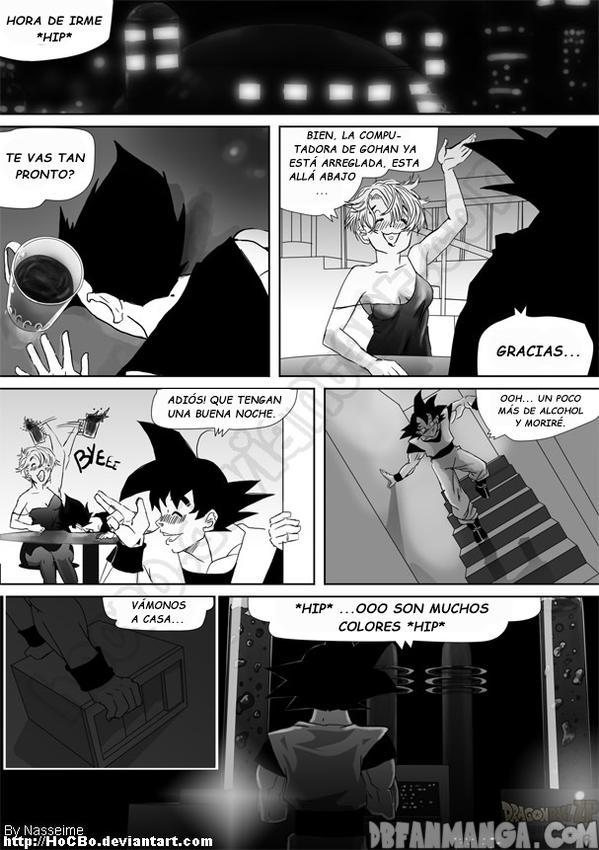 HORA DE IRME
*HIP*
TE VAS TAN
PRONTO?
BIEN, LA COMPU-
TADORA DE GOHAN YA
ESTÁ ARREGLADA, ESTA
ALLÁ ABAJO
...
GRACIAS...
ADIÓS! QUE TENGAN
UNA BUENA NOCHE.
BYEEEE
OOH... UN POCO
MÁS DE ALCOHOL
Y MORIRÉ.
VÁMONOS
A CASA...
*HIP* ...OOO SON MUCHOS
COLORES *HIP*
By Nasseime
http://HoCBo.deviantart.com
DBFANMANGA.COM